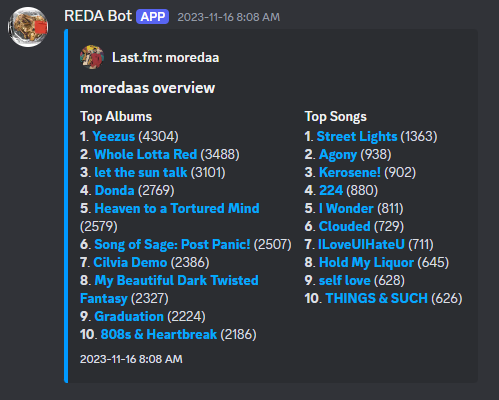 REDA Bot APP 2023-11-16 8:08 AM
Last.fm: moredaa
moredaas overview
Top Albums
1. Yeezus (4304)
2. Whole Lotta Red (3488)
3. let the sun talk (3101)
4. Donda (2769)
5. Heaven to a Tortured Mind
(2579)
6. Song of Sage: Post Panic! (2507)
7. Cilvia Demo (2386)
8. My Beautiful Dark Twisted
Fantasy (2327)
9. Graduation (2224)
10. 808s & Heartbreak (2186)
Top Songs
1. Street Lights (1363)
2. Agony (938)
3. Kerosene! (902)
4. 224 (880)
5. I Wonder (811)
6. Clouded (729)
7. ILoveUIHateU (711)
8. Hold My Liquor (645)
9. self love (628)
10. THINGS & SUCH (626)
2023-11-16 8:08 AM